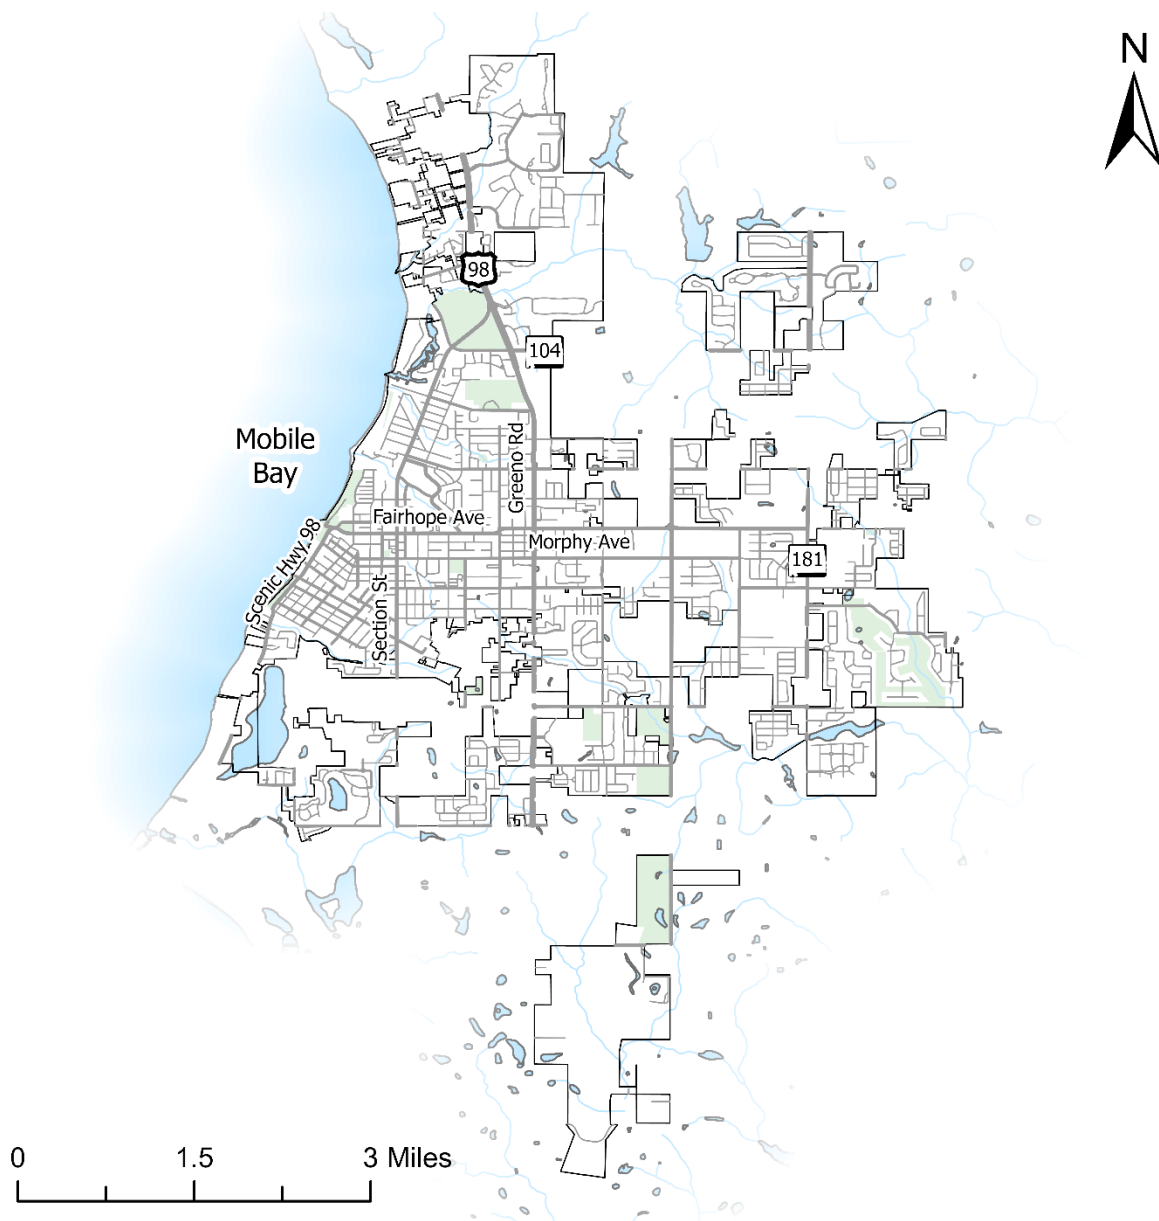 N
98
104
Mobile
Bay
Greeno Rd
Fairhope Ave
Scenic Hwy 98
Morphy Ave
181
Section St
0 1.5 3 Miles